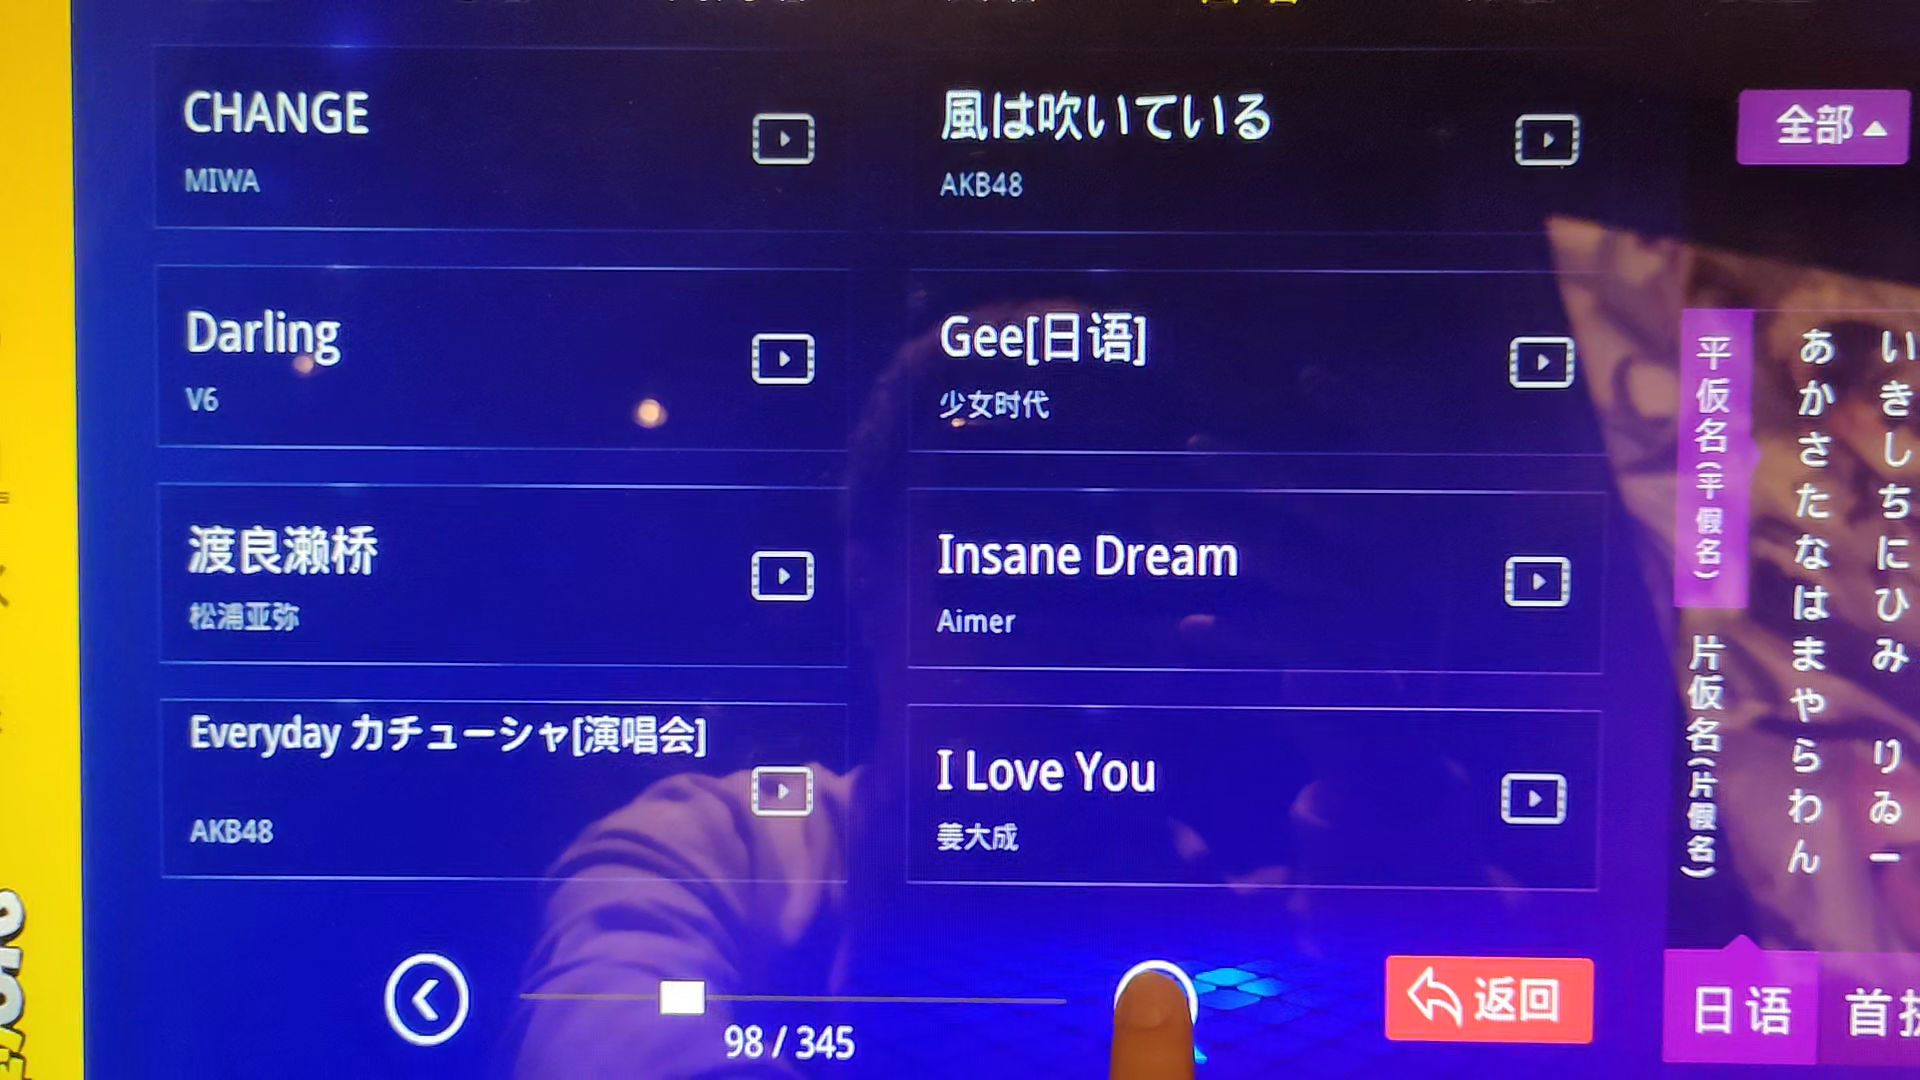 CHANGE
MIWA
風は吹いている
AKB48
全部
Darling
V6
Gee[日语]
少女时代
渡良濑桥
松浦亚弥
Insane Dream
Aimer
Everyday カチューシャ[演唱会]
AKB48
I Love You
姜大成
平仮名(平假名)
片仮名(片假名)
あかさたなはまやらわん
いきしちにひみ りゐー
98 / 345
返回
日语
首